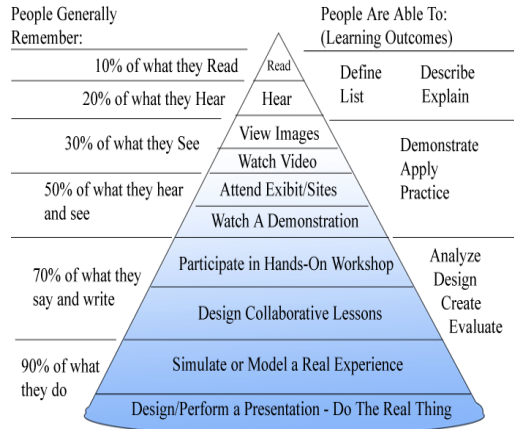 People Generally
Remember:
10% of what they Read
20% of what they Hear
30% of what they See
50% of what they hear
and see
70% of what they
say and write
90% of what
they do
Read
Hear
View Images
Watch Video
Attend Exibit/Sites
Watch A Demonstration
Participate in Hands-On Workshop
Design Collaborative Lessons
Simulate or Model a Real Experience
Design/Perform a Presentation - Do The Real Thing
People Are Able To:
(Learning Outcomes)
Define Describe
List Explain
Demonstrate
Apply
Practice
Analyze
Design
Create
Evaluate